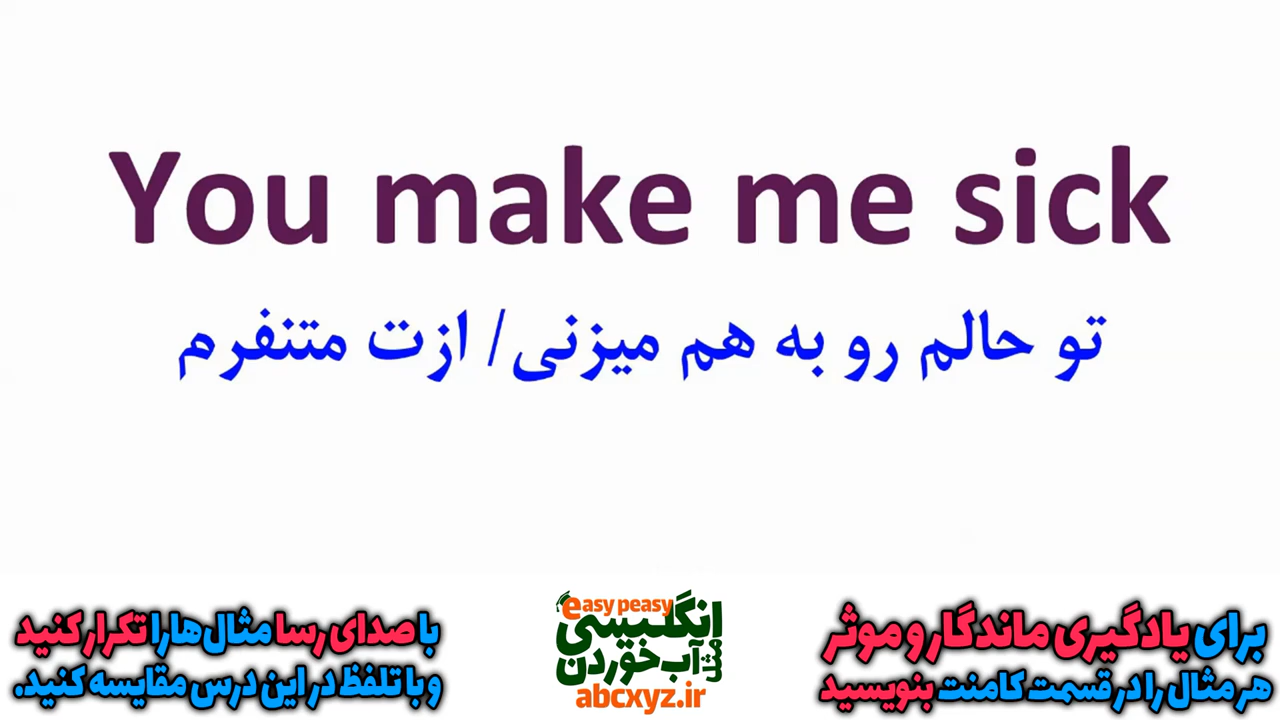 You make me sick
تو حالم رو به هم میزنی/ ازت متنفرم
برای یادگیری ماندگار و موثر
هر مثال را در قسمت کامنت بنویسید
easy peasy
انگلیسی
مثل آب خوردن
abcxyz.ir
با صدای رسا مثال‌ها را تکرار کنید
و با تلفظ در این درس مقایسه کنید.